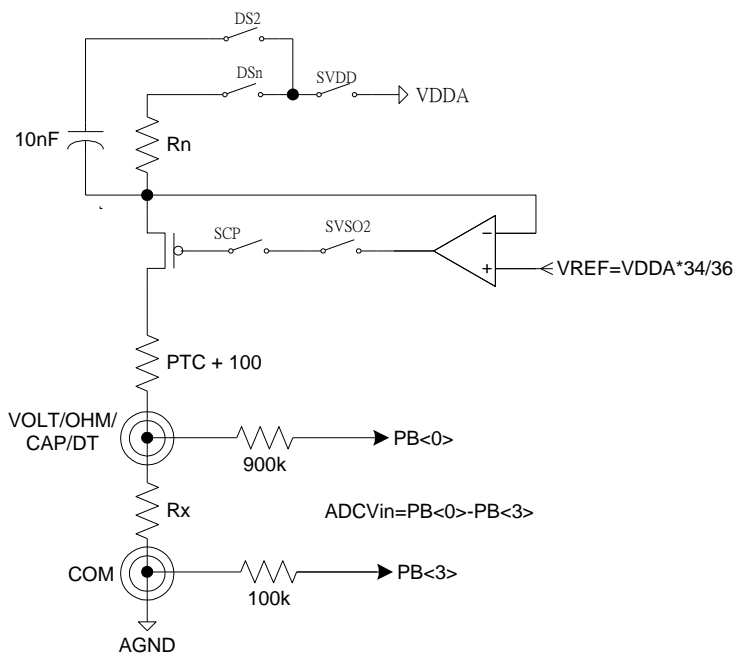 DS2
DSn
SVDD
VDDA
10nF
Rn
SCP
SVSO2
−
+
VREF=VDDA*34/36
PTC + 100
VOLT/OHM/
CAP/DT
PB<0>
900k
Rx
ADCVin=PB<0>-PB<3>
COM
PB<3>
100k
AGND